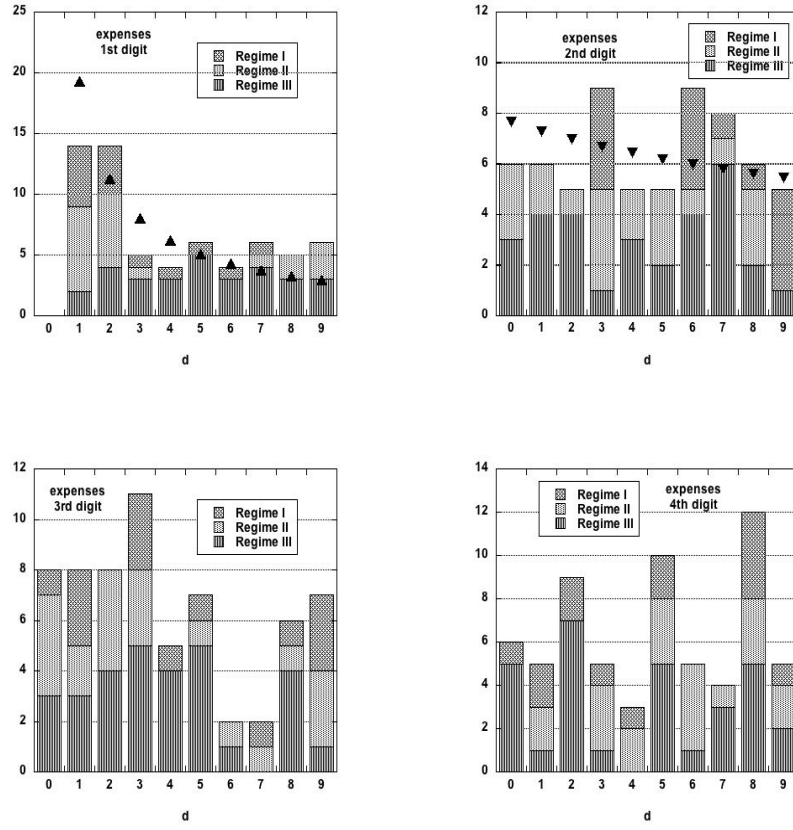 25
20
15
10
5
0
expenses
1st digit
Regime I
Regime II
Regime III
0 1 2 3 4 5 6 7 8 9
d
12
10
8
6
4
2
0
expenses
2nd digit
Regime I
Regime II
Regime III
0 1 2 3 4 5 6 7 8 9
d
12
10
8
6
4
2
0
expenses
3rd digit
Regime I
Regime II
Regime III
0 1 2 3 4 5 6 7 8 9
d
14
12
10
8
6
4
2
0
Regime I
Regime II
Regime III
expenses
4th digit
0 1 2 3 4 5 6 7 8 9
d